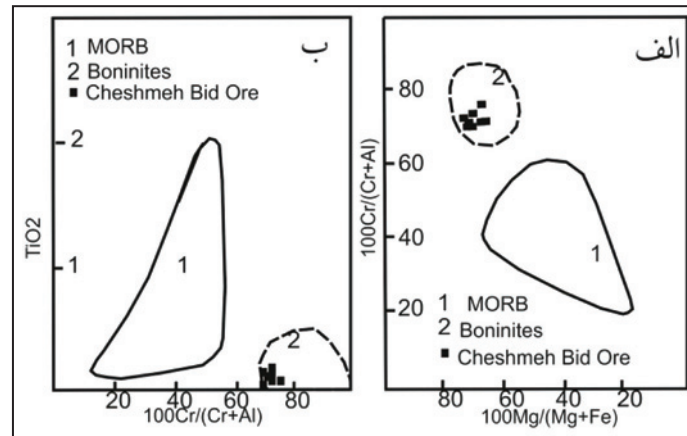 ب
1 MORB
2 Boninites
■ Cheshmeh Bid Ore
TiO2
2
1
1
2
20 40 60 80
100Cr/(Cr+Al)
الف
100Cr/(Cr+Al)
80
60
40
20
2
1
1 MORB
2 Boninites
■ Cheshmeh Bid Ore
80 60 40 20
100Mg/(Mg+Fe)